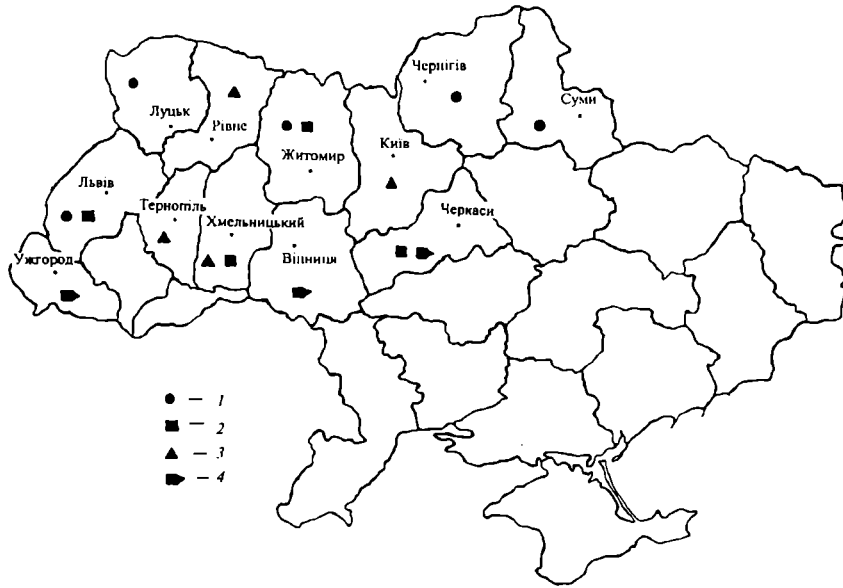 Чернігів
Суми
Луцьк
Рівне
Житомир
Київ
Львів
Тернопіль
Хмельницький
Черкаси
Вінниця
Ужгород
— 1
— 2
— 3
— 4